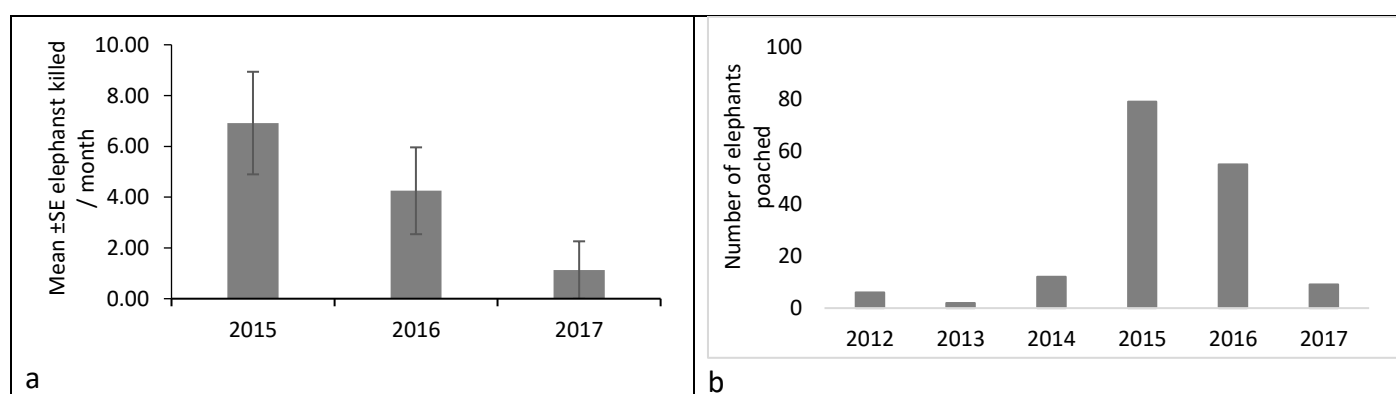 Mean ±SE elephanst killed
/ month
10.00
8.00
6.00
4.00
2.00
0.00
2015 2016 2017
a
Number of elephants
poached
100
80
60
40
20
0
2012 2013 2014 2015 2016 2017
b